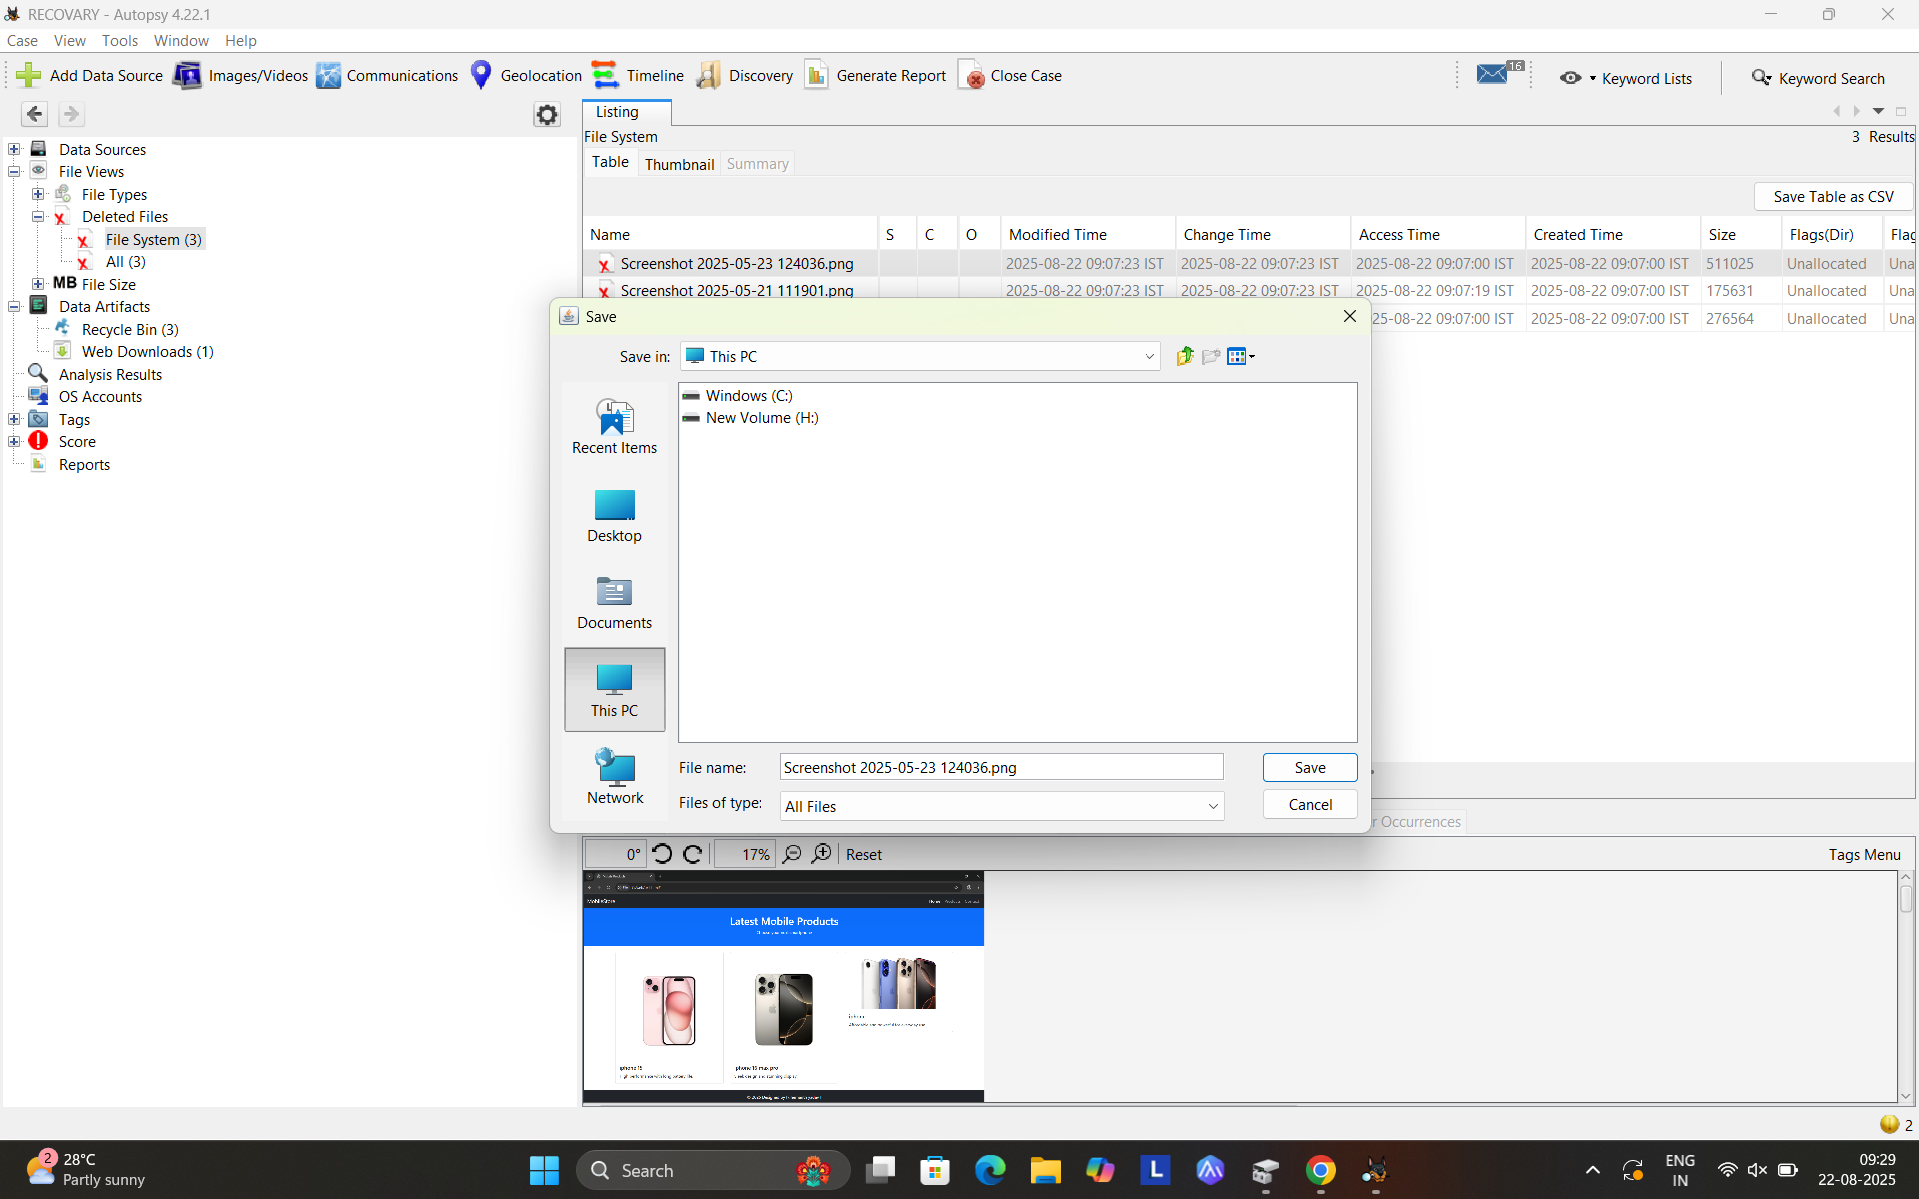 RECOVARY - Autopsy 4.22.1
Case View Tools Window Help
Add Data Source Images/Videos Communications Geolocation Timeline Discovery Generate Report Close Case 16 Keyword Lists Keyword Search
Listing
File System 3 Results
Table Thumbnail Summary
Save Table as CSV
Data Sources
File Views
File Types
Deleted Files
File System (3)
All (3)
MB File Size
Data Artifacts
Recycle Bin (3)
Web Downloads (1)
Analysis Results
OS Accounts
Tags
Score
Reports
Name S C O Modified Time Change Time Access Time Created Time Size Flags(Dir) Flag
Screenshot 2025-05-23 124036.png 2025-08-22 09:07:23 IST 2025-08-22 09:07:23 IST 2025-08-22 09:07:00 IST 2025-08-22 09:07:00 IST 511025 Unallocated Una
Screenshot 2025-05-21 111901.png 2025-08-22 09:07:23 IST 2025-08-22 09:07:23 IST 2025-08-22 09:07:19 IST 2025-08-22 09:07:00 IST 175631 Unallocated Una
25-08-22 09:07:00 IST 2025-08-22 09:07:00 IST 276564 Unallocated Una
Save
Save in: This PC
Windows (C:)
New Volume (H:)
Recent Items
Desktop
Documents
This PC
Network
File name: Screenshot 2025-05-23 124036.png Save
Files of type: All Files Cancel
r Occurrences
0° 17% Reset Tags Menu
MobileStore Home Products Contact
Latest Mobile Products
iphone 15
iphone 16 max pro
iphone
2
2 28°C
Partly sunny
Search
ENG
IN
09:29
22-08-2025